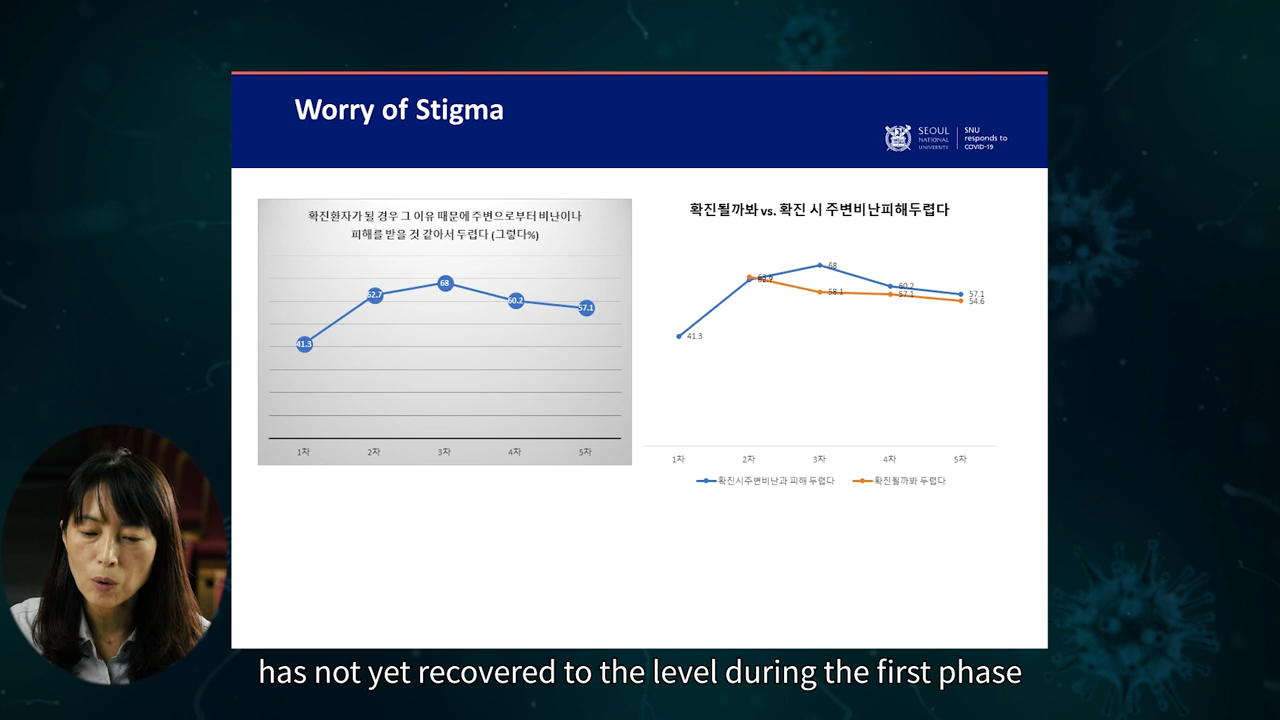 Worry of Stigma
SEOUL
NATIONAL
UNIVERSITY
SNU
responds to
COVID-19
확진환자가 될 경우 그 이유 때문에 주변으로부터 비난이나
피해를 받을 것 같아서 두렵다 (그렇다%)
41.3
62.7
68
60.2
57.1
1차
2차
3차
4차
5차
확진될까봐 vs. 확진 시 주변비난피해두렵다
41.3
68
58.1
60.2
57.1
57.1
54.6
1차
2차
3차
4차
5차
확진시주변비난과 피해 두렵다
확진될까봐 두렵다
has not yet recovered to the level during the first phase